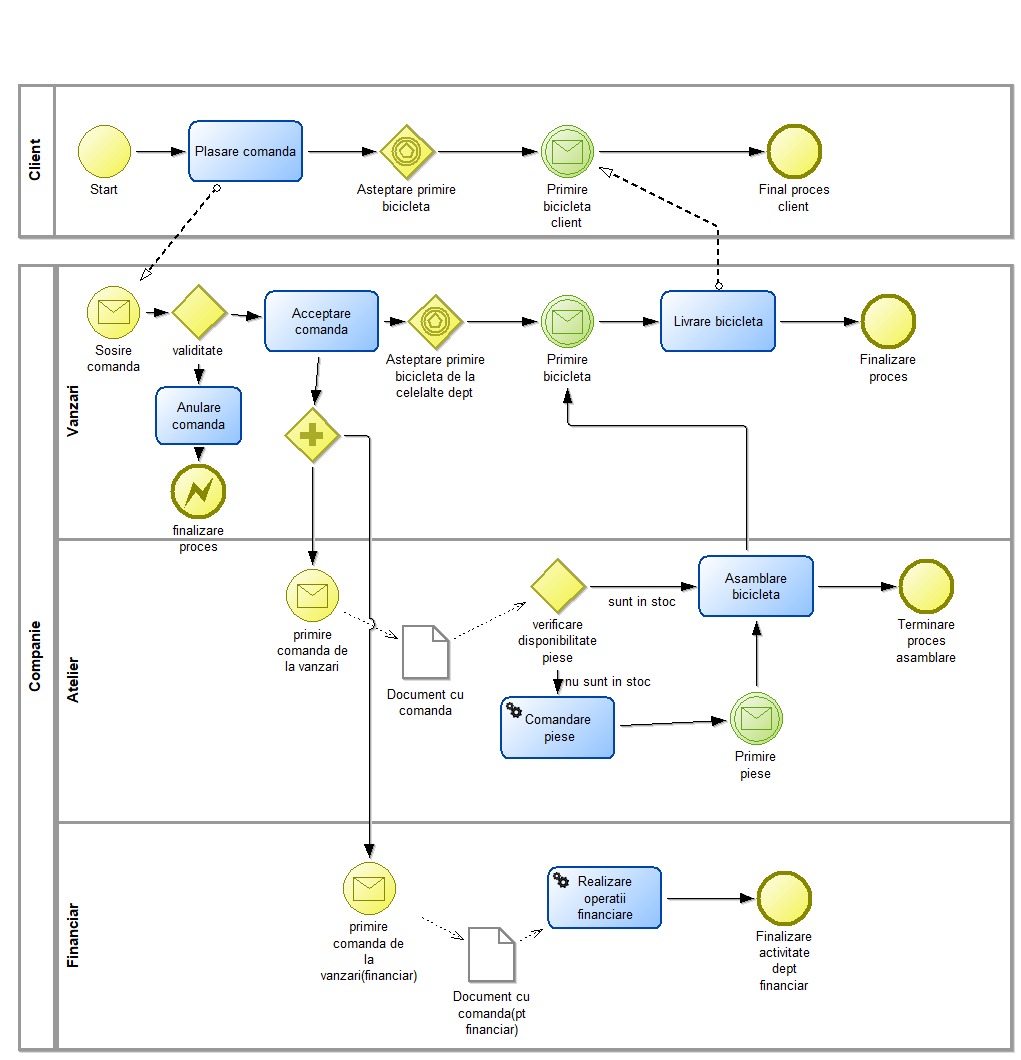 Client
Start
Plasare comanda
Asteptare primire
bicicleta
Primire
bicicleta
client
Final proces
client
Companie
Vanzari
Sosire
comanda
validitate
Acceptare
comanda
Asteptare primire
bicicleta de la
celelalte dept
Primire
bicicleta
Livrare bicicleta
Finalizare
proces
Anulare
comanda
finalizare
proces
Atelier
primire
comanda de
la vanzari
Document cu
comanda
verificare
disponibilitate
piese
sunt in stoc
nu sunt in stoc
Asamblare
bicicleta
Terminare
proces
asamblare
Comandare
piese
Primire
piese
Financiar
primire
comanda de
la
vanzari(financiar)
Document cu
comanda(pt
financiar)
Realizare
operatii
financiare
Finalizare
activitate
dept
financiar